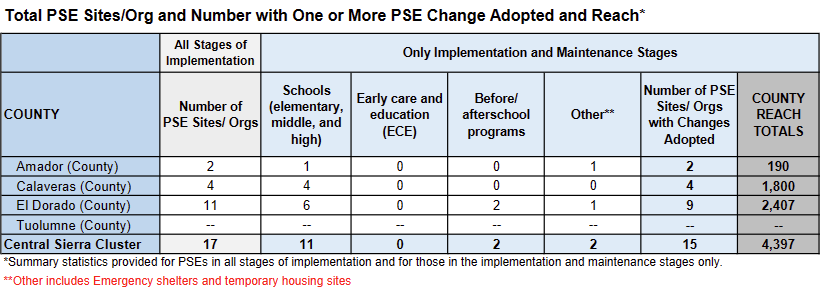 Total PSE Sites/Org and Number with One or More PSE Change Adopted and Reach*
All Stages of Implementation Only Implementation and Maintenance Stages
COUNTY Number of PSE Sites/ Orgs Schools (elementary, middle, and high) Early care and education (ECE) Before/ afterschool programs Other** Number of PSE Sites/ Orgs with Changes Adopted COUNTY REACH TOTALS
Amador (County) 2 1 0 0 1 2 190
Calaveras (County) 4 4 0 0 0 4 1,800
El Dorado (County) 11 6 0 2 1 9 2,407
Tuolumne (County) -- -- -- -- -- -- --
Central Sierra Cluster 17 11 0 2 2 15 4,397
*Summary statistics provided for PSEs in all stages of implementation and for those in the implementation and maintenance stages only.
**Other includes Emergency shelters and temporary housing sites